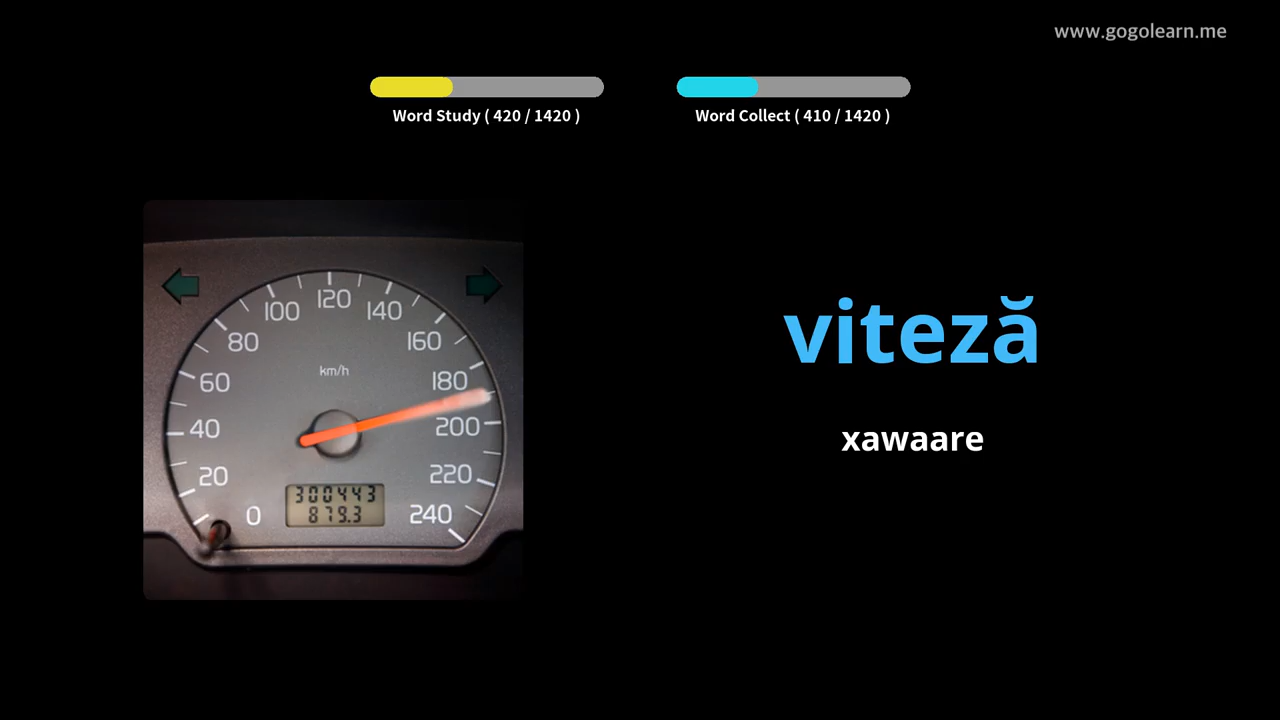 www.gogolearn.me
Word Study ( 420 / 1420 )
Word Collect ( 410 / 1420 )
120
100
140
80
160
km/h
60
180
viteză
40
200
xawaare
20
220
300443
0
240
879.3